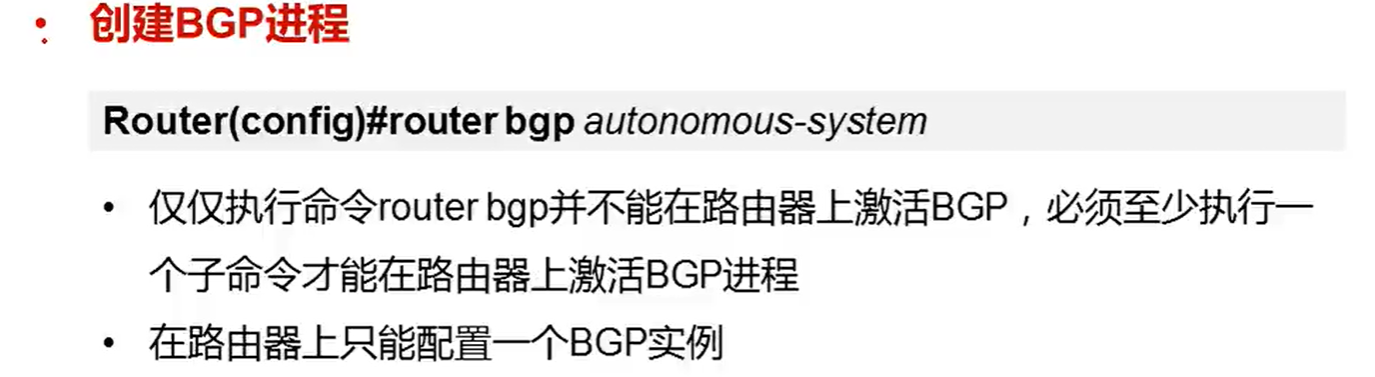 创建BGP进程
Router(config)#router bgp autonomous-system
• 仅仅执行命令router bgp并不能在路由器上激活BGP，必须至少执行一
个子命令才能在路由器上激活BGP进程
• 在路由器上只能配置一个BGP实例